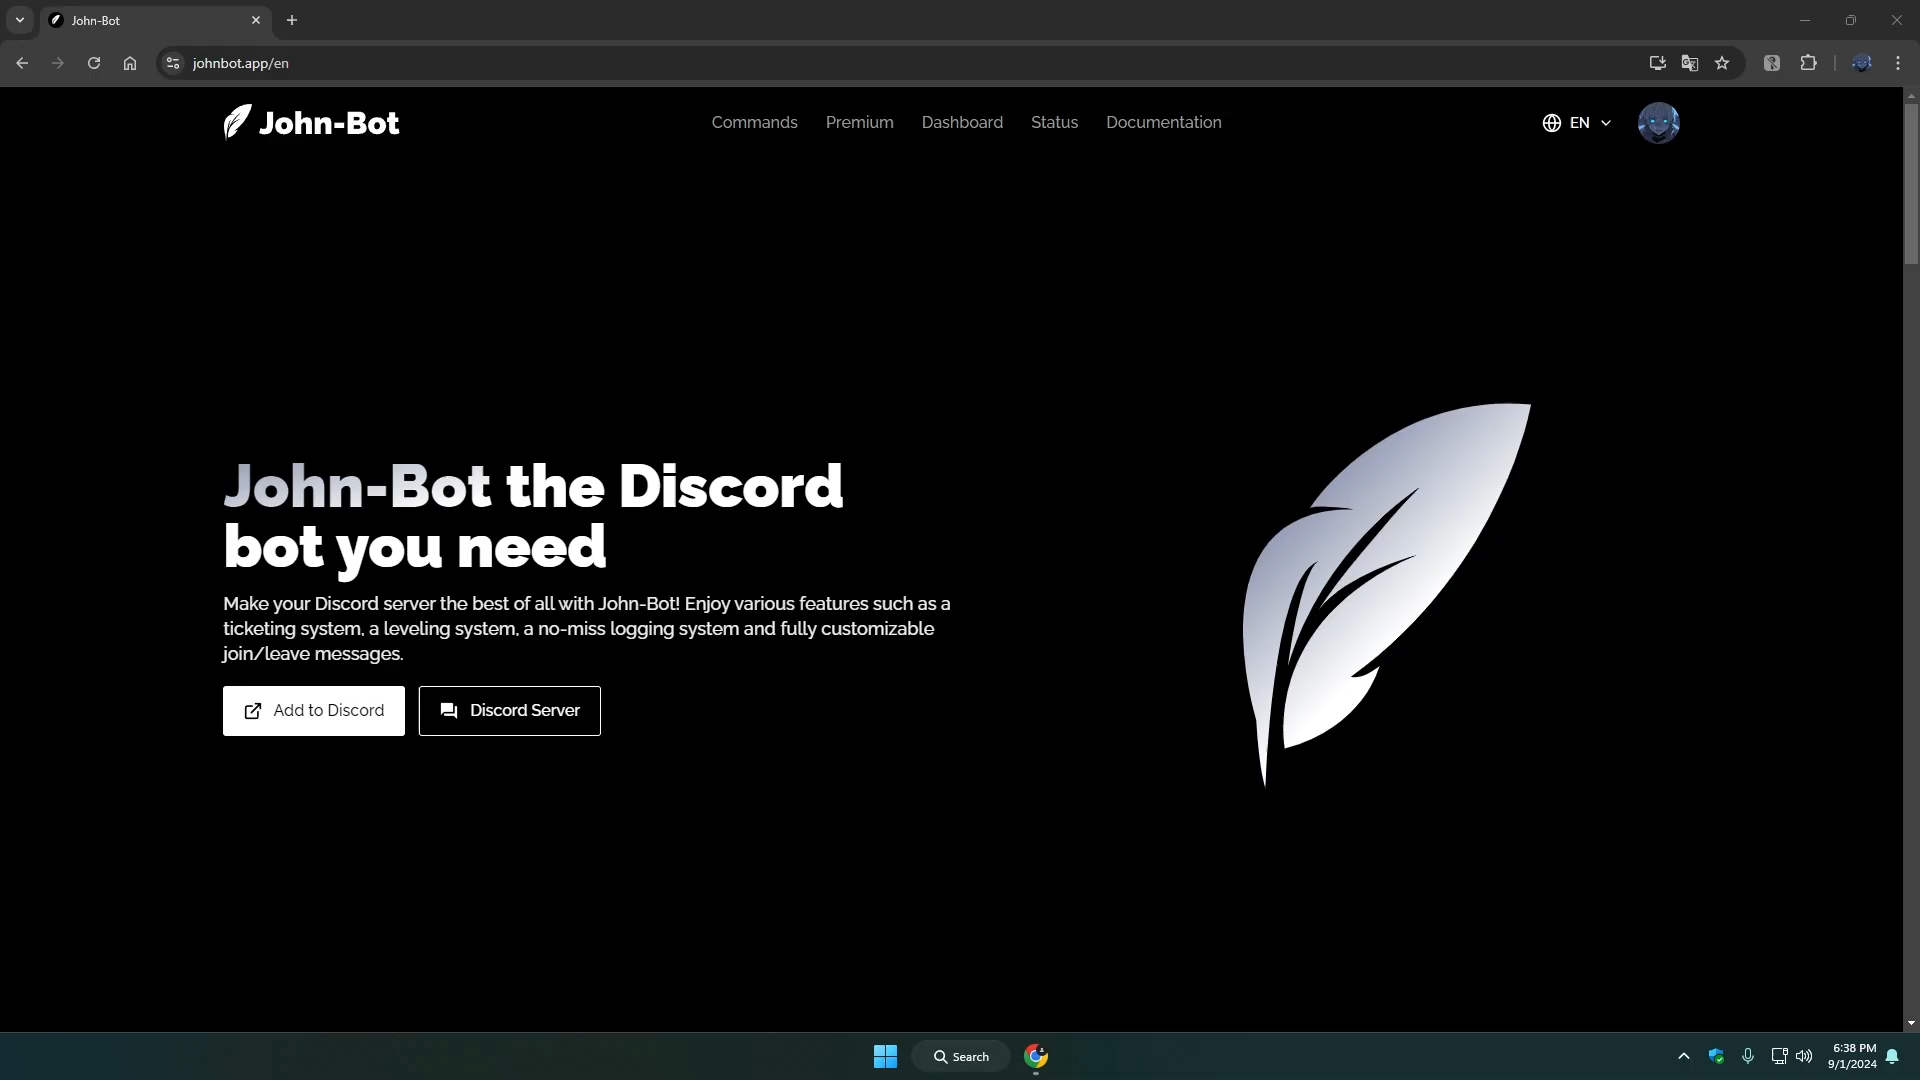 John-Bot
johnbot.app/en
John-Bot
Commands
Premium
Dashboard
Status
Documentation
EN
John-Bot the Discord
bot you need
Make your Discord server the best of all with John-Bot! Enjoy various features such as a
ticketing system, a leveling system, a no-miss logging system and fully customizable
join/leave messages.
Add to Discord
Discord Server
Search
6:38 PM
9/1/2024